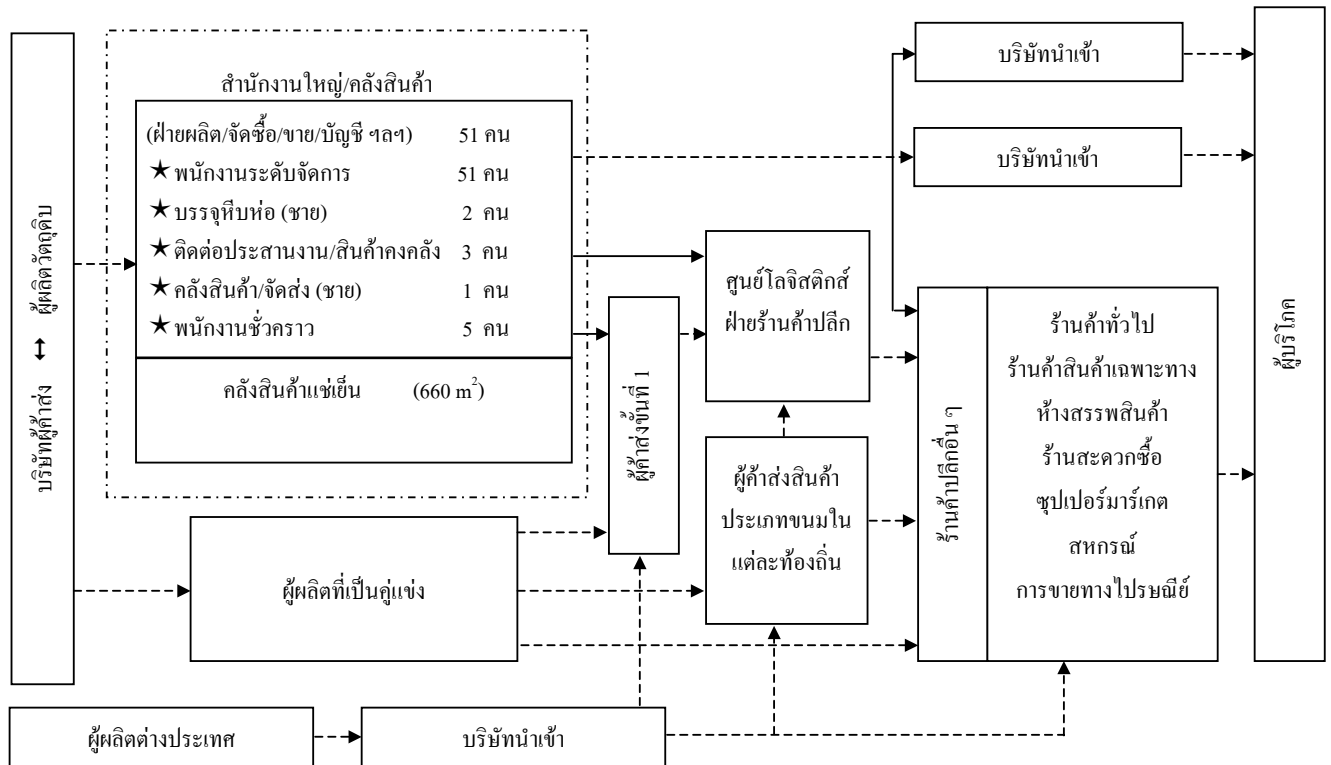 ผู้ผลิตวัตถุดิบ
บริษัทผู้ค้าส่ง
สำนักงานใหญ่/คลังสินค้า
(ฝ่ายผลิต/จัดซื้อ/ขาย/บัญชี ฯลฯ) 51 คน
★พนักงานระดับจัดการ 51 คน
★บรรจุหีบห่อ (ชาย) 2 คน
★ติดต่อประสานงาน/สินค้าคงคลัง 3 คน
★คลังสินค้า/จัดส่ง (ชาย) 1 คน
★พนักงานชั่วคราว 5 คน
คลังสินค้าแช่เย็น (660 m²)
ผู้ผลิตที่เป็นคู่แข่ง
ผู้ผลิตต่างประเทศ
บริษัทนำเข้า
ผู้ค้าส่งขั้นที่ 1
ศูนย์โลจิสติกส์
ฝ่ายร้านค้าปลีก
ผู้ค้าส่งสินค้า
ประเภทขนมใน
แต่ละท้องถิ่น
บริษัทนำเข้า
บริษัทนำเข้า
ร้านค้าปลีกอื่น ๆ
ร้านค้าทั่วไป
ร้านค้าสินค้าเฉพาะทาง
ห้างสรรพสินค้า
ร้านสะดวกซื้อ
ซุปเปอร์มาร์เกต
สหกรณ์
การขายทางไปรษณีย์
ผู้บริโภค